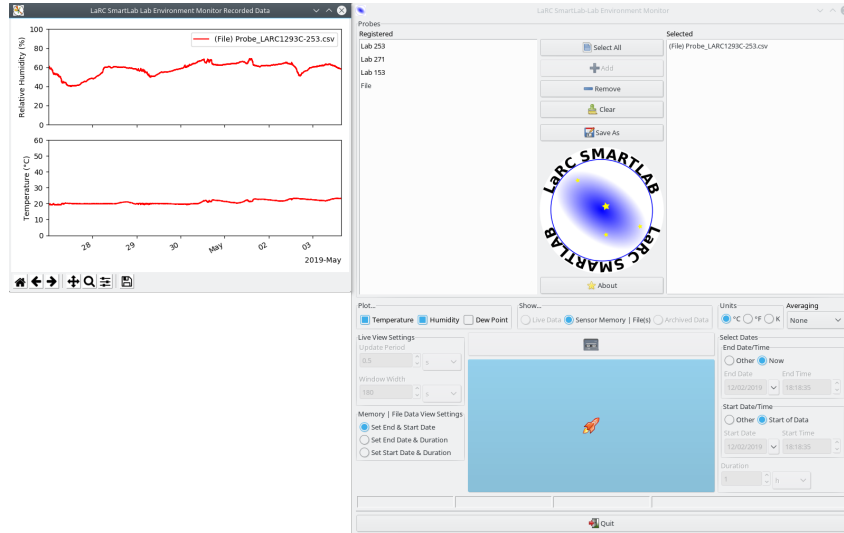 LaRC SmartLab Lab Environment Monitor Recorded Data
Relative Humidity (%)
100
80
60
40
20
0
(File) Probe_LARC1293C-253.csv
Temperature (°C)
60
50
40
30
20
10
0
28
29
30
May
02
03
2019-May
LaRC SmartLab-Lab Environment Monitor
Probes
Registered
Lab 253
Lab 271
Lab 153
File
Select All
Add
Remove
Clear
Save As
LaRC SMARTLAB
LaRC SMARTLAB
About
Selected
(File) Probe_LARC1293C-253.csv
Plot...
Temperature
Humidity
Dew Point
Show...
Live Data
Sensor Memory | File(s)
Archived Data
Units
°C
°F
K
Averaging
None
Live View Settings
Update Period
0.5
s
Window Width
180
s
Memory | File Data View Settings
Set End & Start Date
Set End Date & Duration
Set Start Date & Duration
Select Dates
End Date/Time
Other
Now
End Date
End Time
12/02/2019
18:18:35
Start Date/Time
Other
Start of Data
Start Date
Start Time
12/02/2019
18:18:35
Duration
1
h
Quit